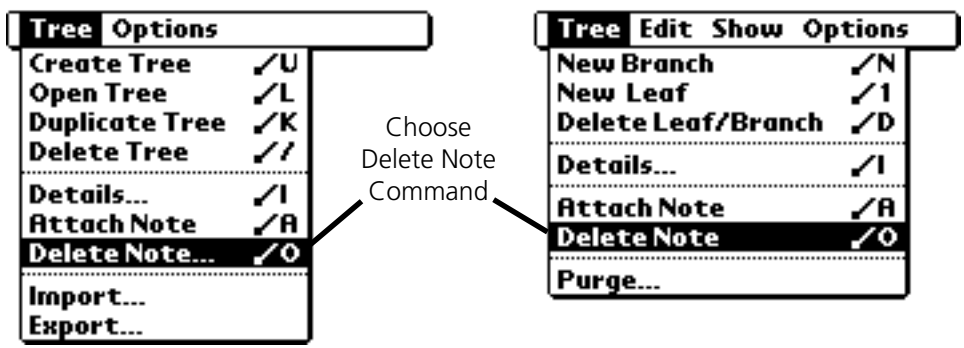 Tree Options
Create Tree /U
Open Tree /L
Duplicate Tree /K
Delete Tree //
Details... /I
Attach Note /A
Delete Note... /O
Import...
Export...
Choose
Delete Note
Command
Tree Edit Show Options
New Branch /N
New Leaf /1
Delete Leaf/Branch /D
Details... /I
Attach Note /A
Delete Note /O
Purge...